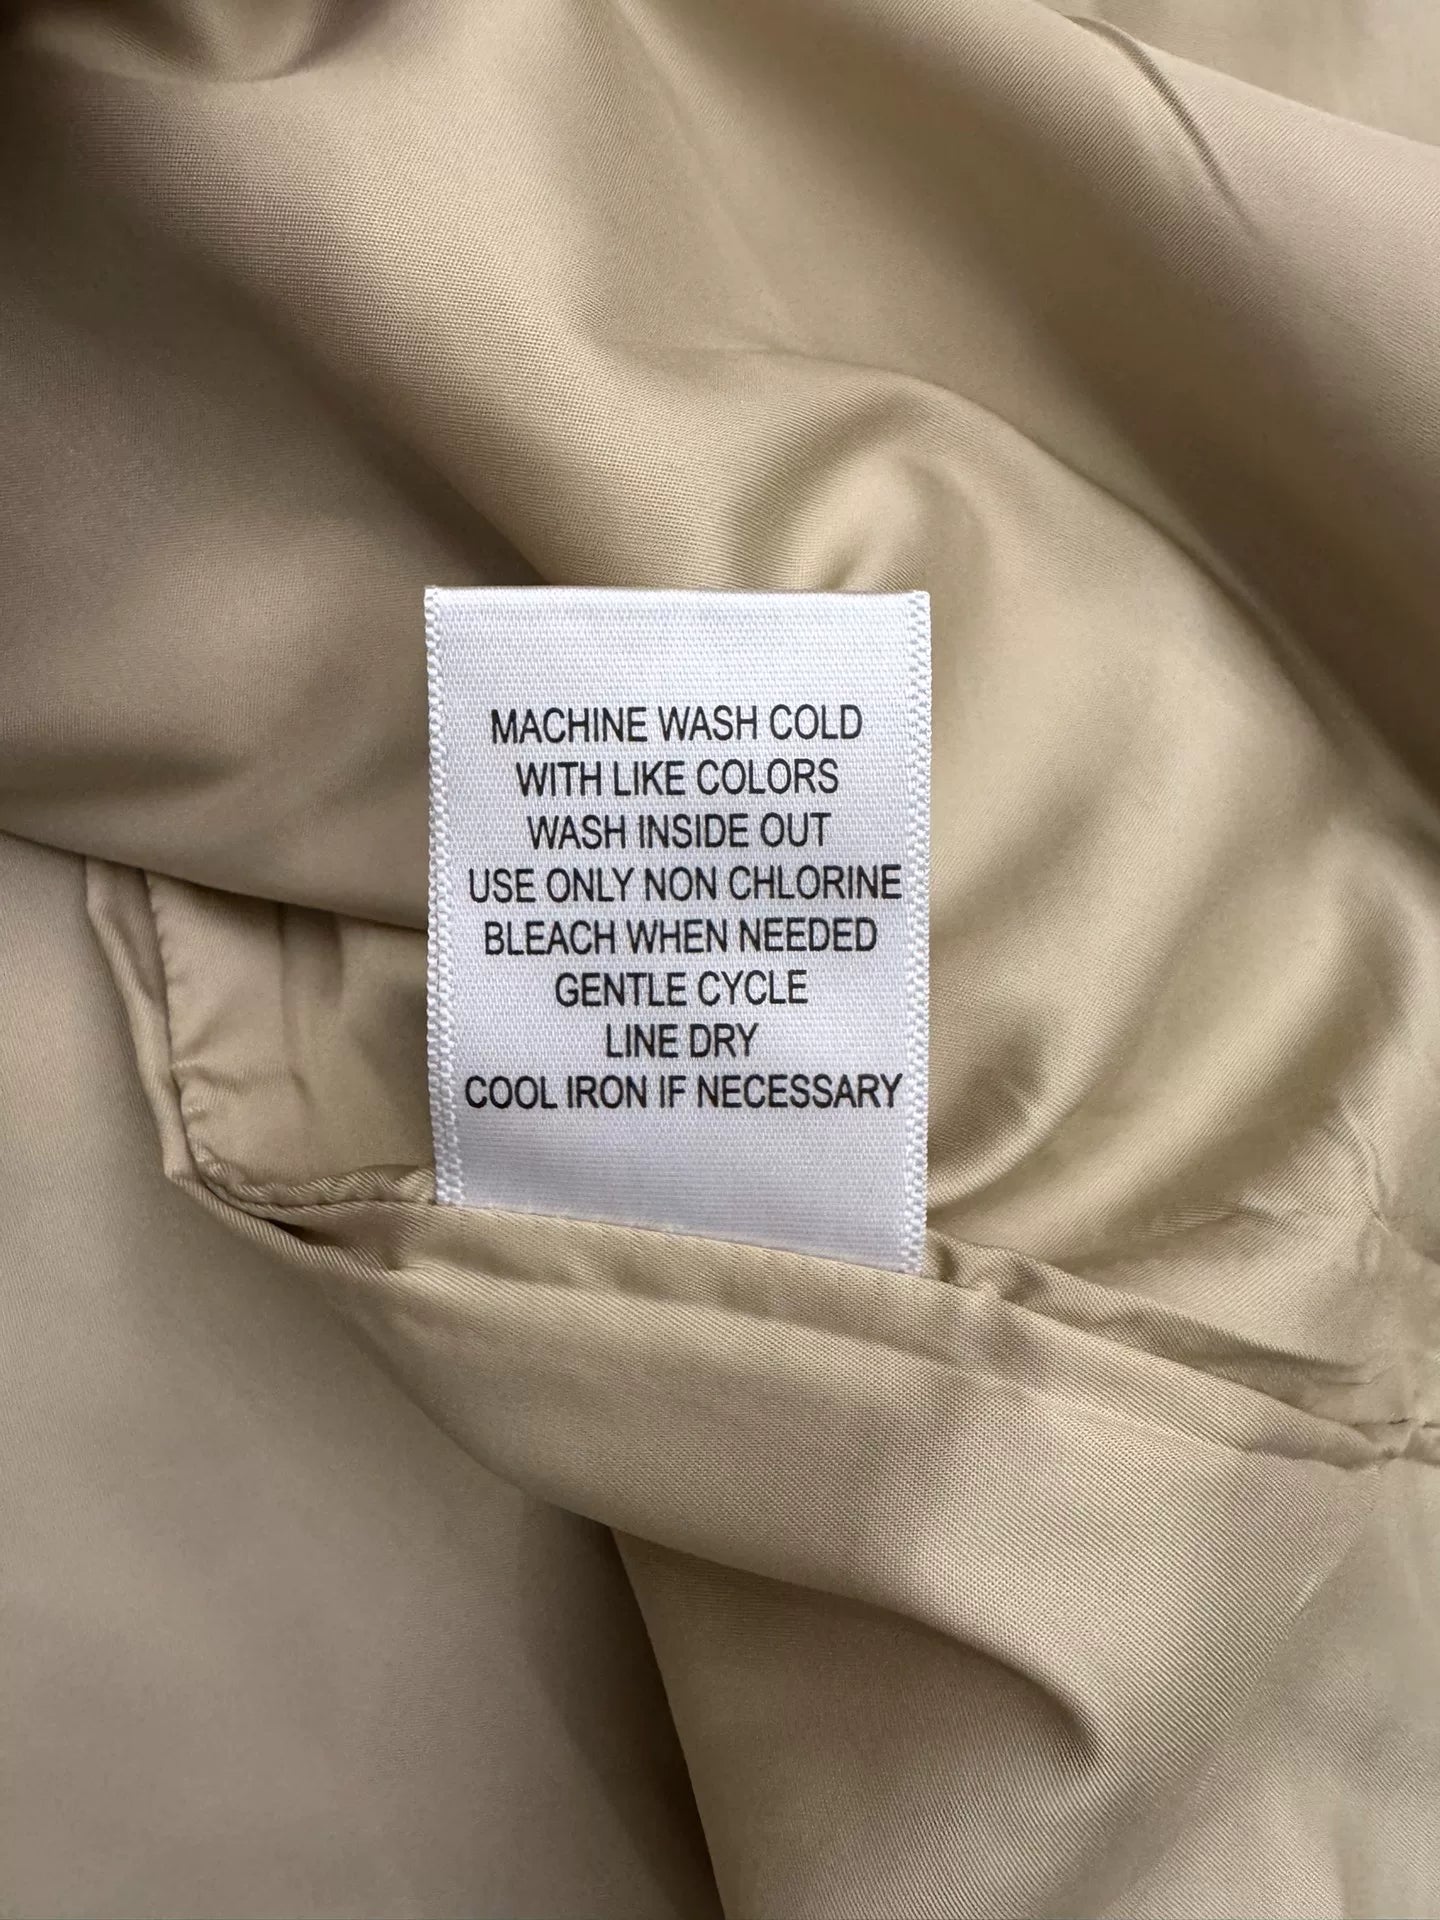 MACHINE WASH COLD
WITH LIKE COLORS
WASH INSIDE OUT
USE ONLY NON CHLORINE
BLEACH WHEN NEEDED
GENTLE CYCLE
LINE DRY
COOL IRON IF NECESSARY